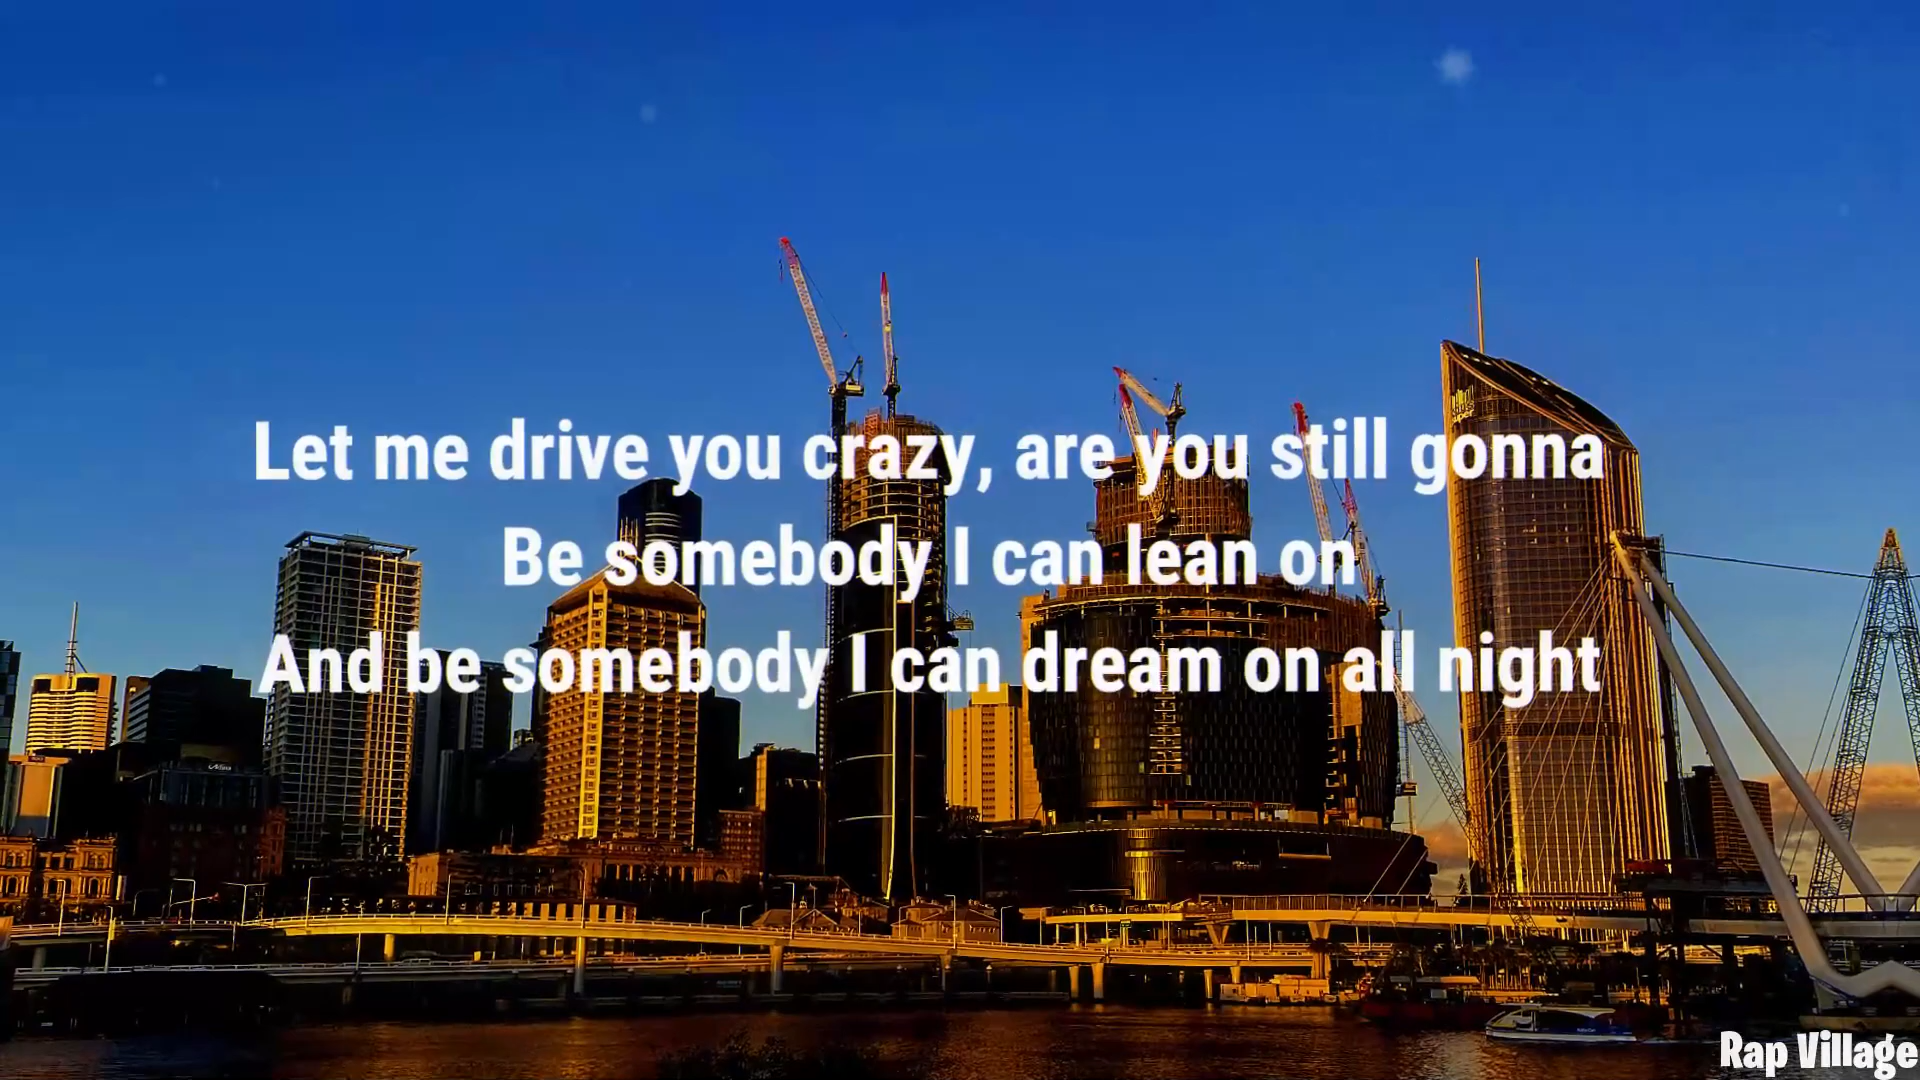 Let me drive you crazy, are you still gonna
Be somebody I can lean on
And be somebody I can dream on all night
Rap Village